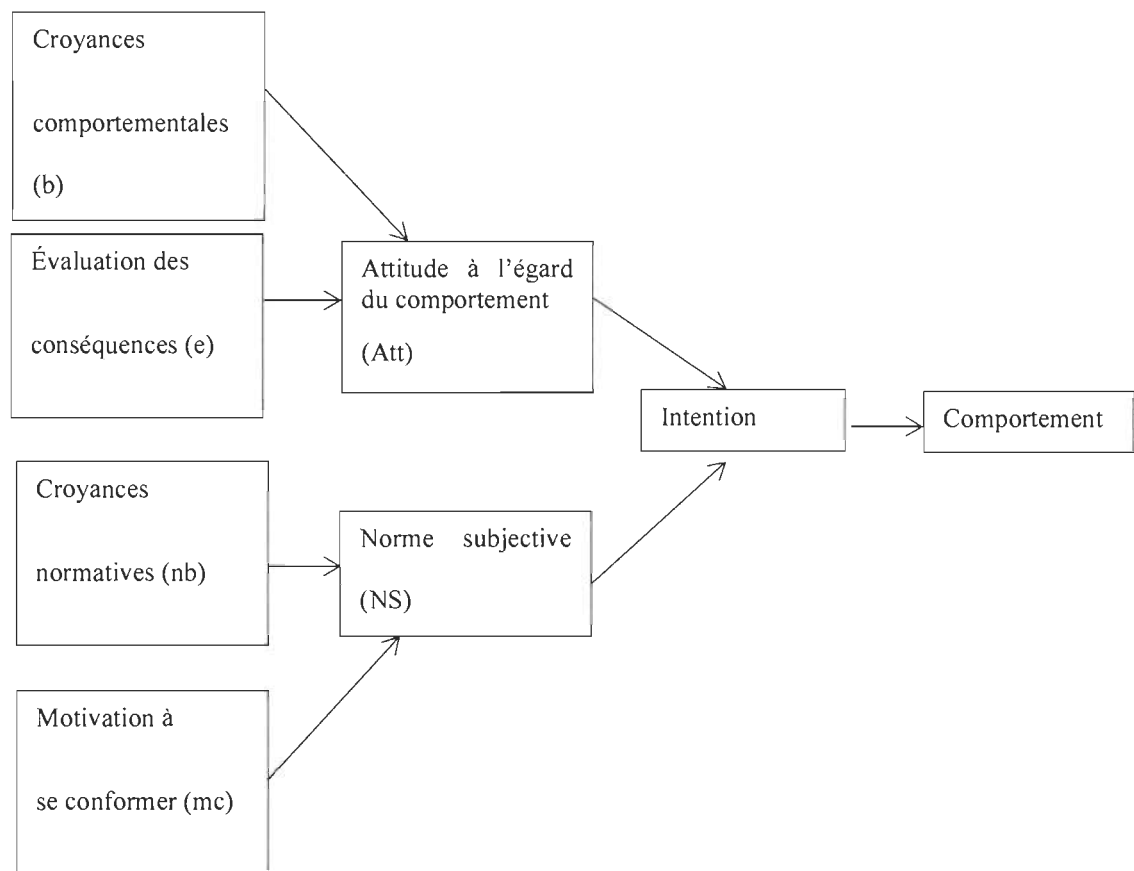 Croyances
comportementales
(b)
Évaluation des
conséquences (e)
Attitude à l'égard
du comportement
(Att)
Intention
Comportement
Croyances
normatives (nb)
Norme subjective
(NS)
Motivation à
se conformer (mc)